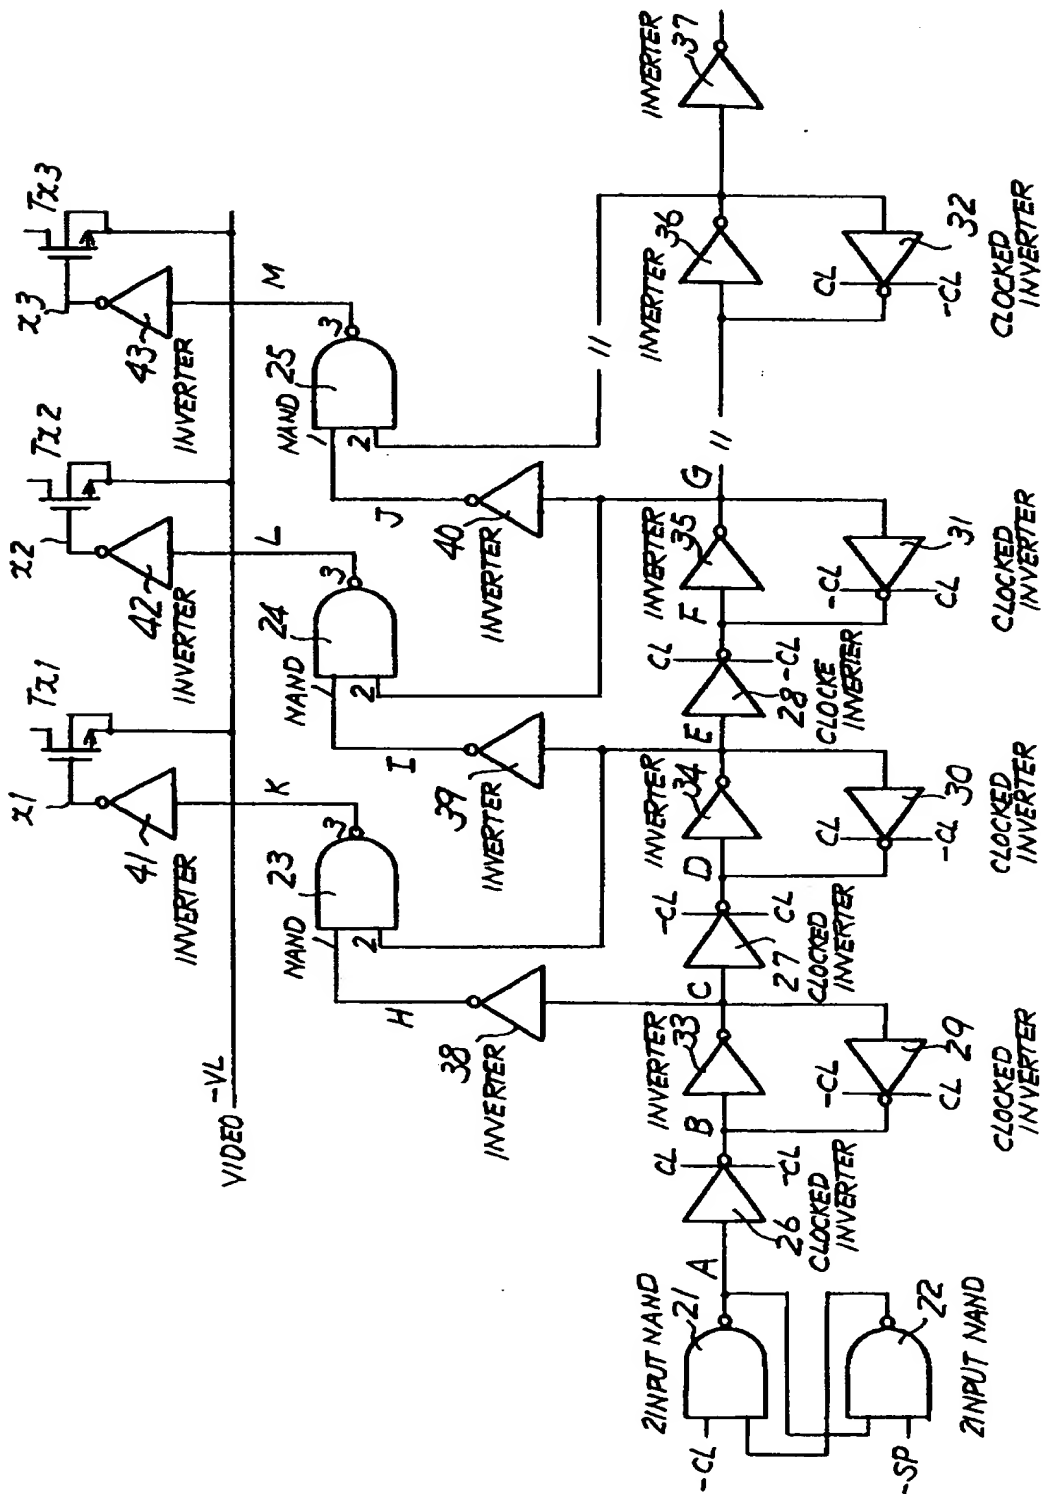 x1
Tx1
x2
Tx2
x3
Tx3
41
INVERTER
42
INVERTER
43
INVERTER
VIDEO
-VL
K
L
M
NAND
23
1
2
3
NAND
24
1
2
3
NAND
25
1
2
3
H
I
J
38
INVERTER
39
INVERTER
40
INVERTER
//
2INPUT NAND
21
-CL
A
CL
-CL
26
CLOCKED
INVERTER
B
INVERTER
33
C
-CL
CL
27
CLOCKED
INVERTER
D
INVERTER
34
E
CL
-CL
28
CLOCKE
INVERTER
F
INVERTER
35
G
//
INVERTER
36
INVERTER
37
-SP
22
2INPUT NAND
-CL
CL
29
CLOCKED
INVERTER
CL
-CL
30
CLOCKED
INVERTER
-CL
CL
31
CLOCKED
INVERTER
CL
-CL
32
CLOCKED
INVERTER